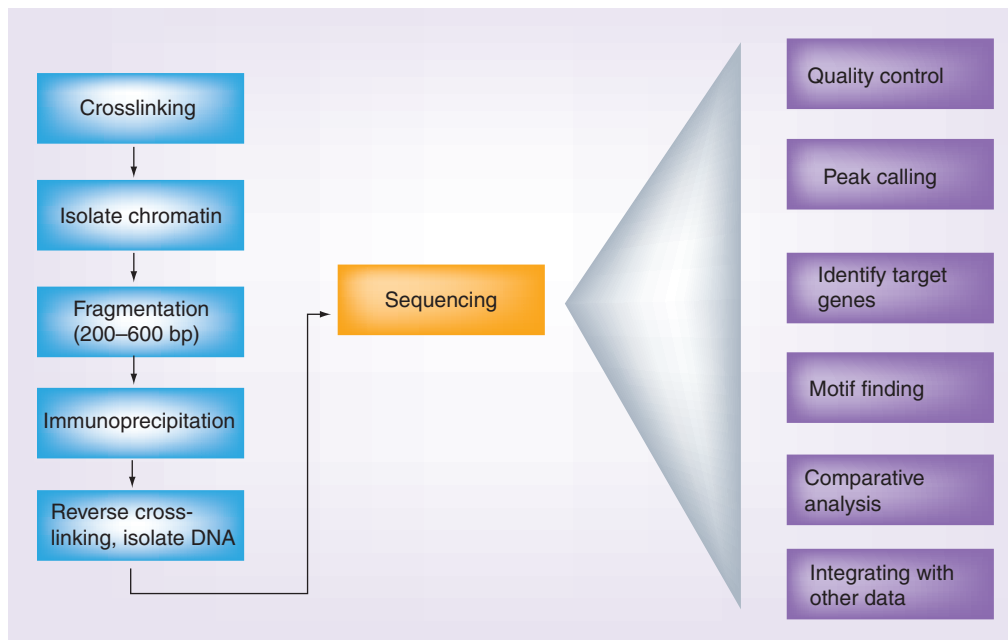 Crosslinking
Isolate chromatin
Fragmentation
(200–600 bp)
Immunoprecipitation
Reverse cross-
linking, isolate DNA
Sequencing
Quality control
Peak calling
Identify target
genes
Motif finding
Comparative
analysis
Integrating with
other data